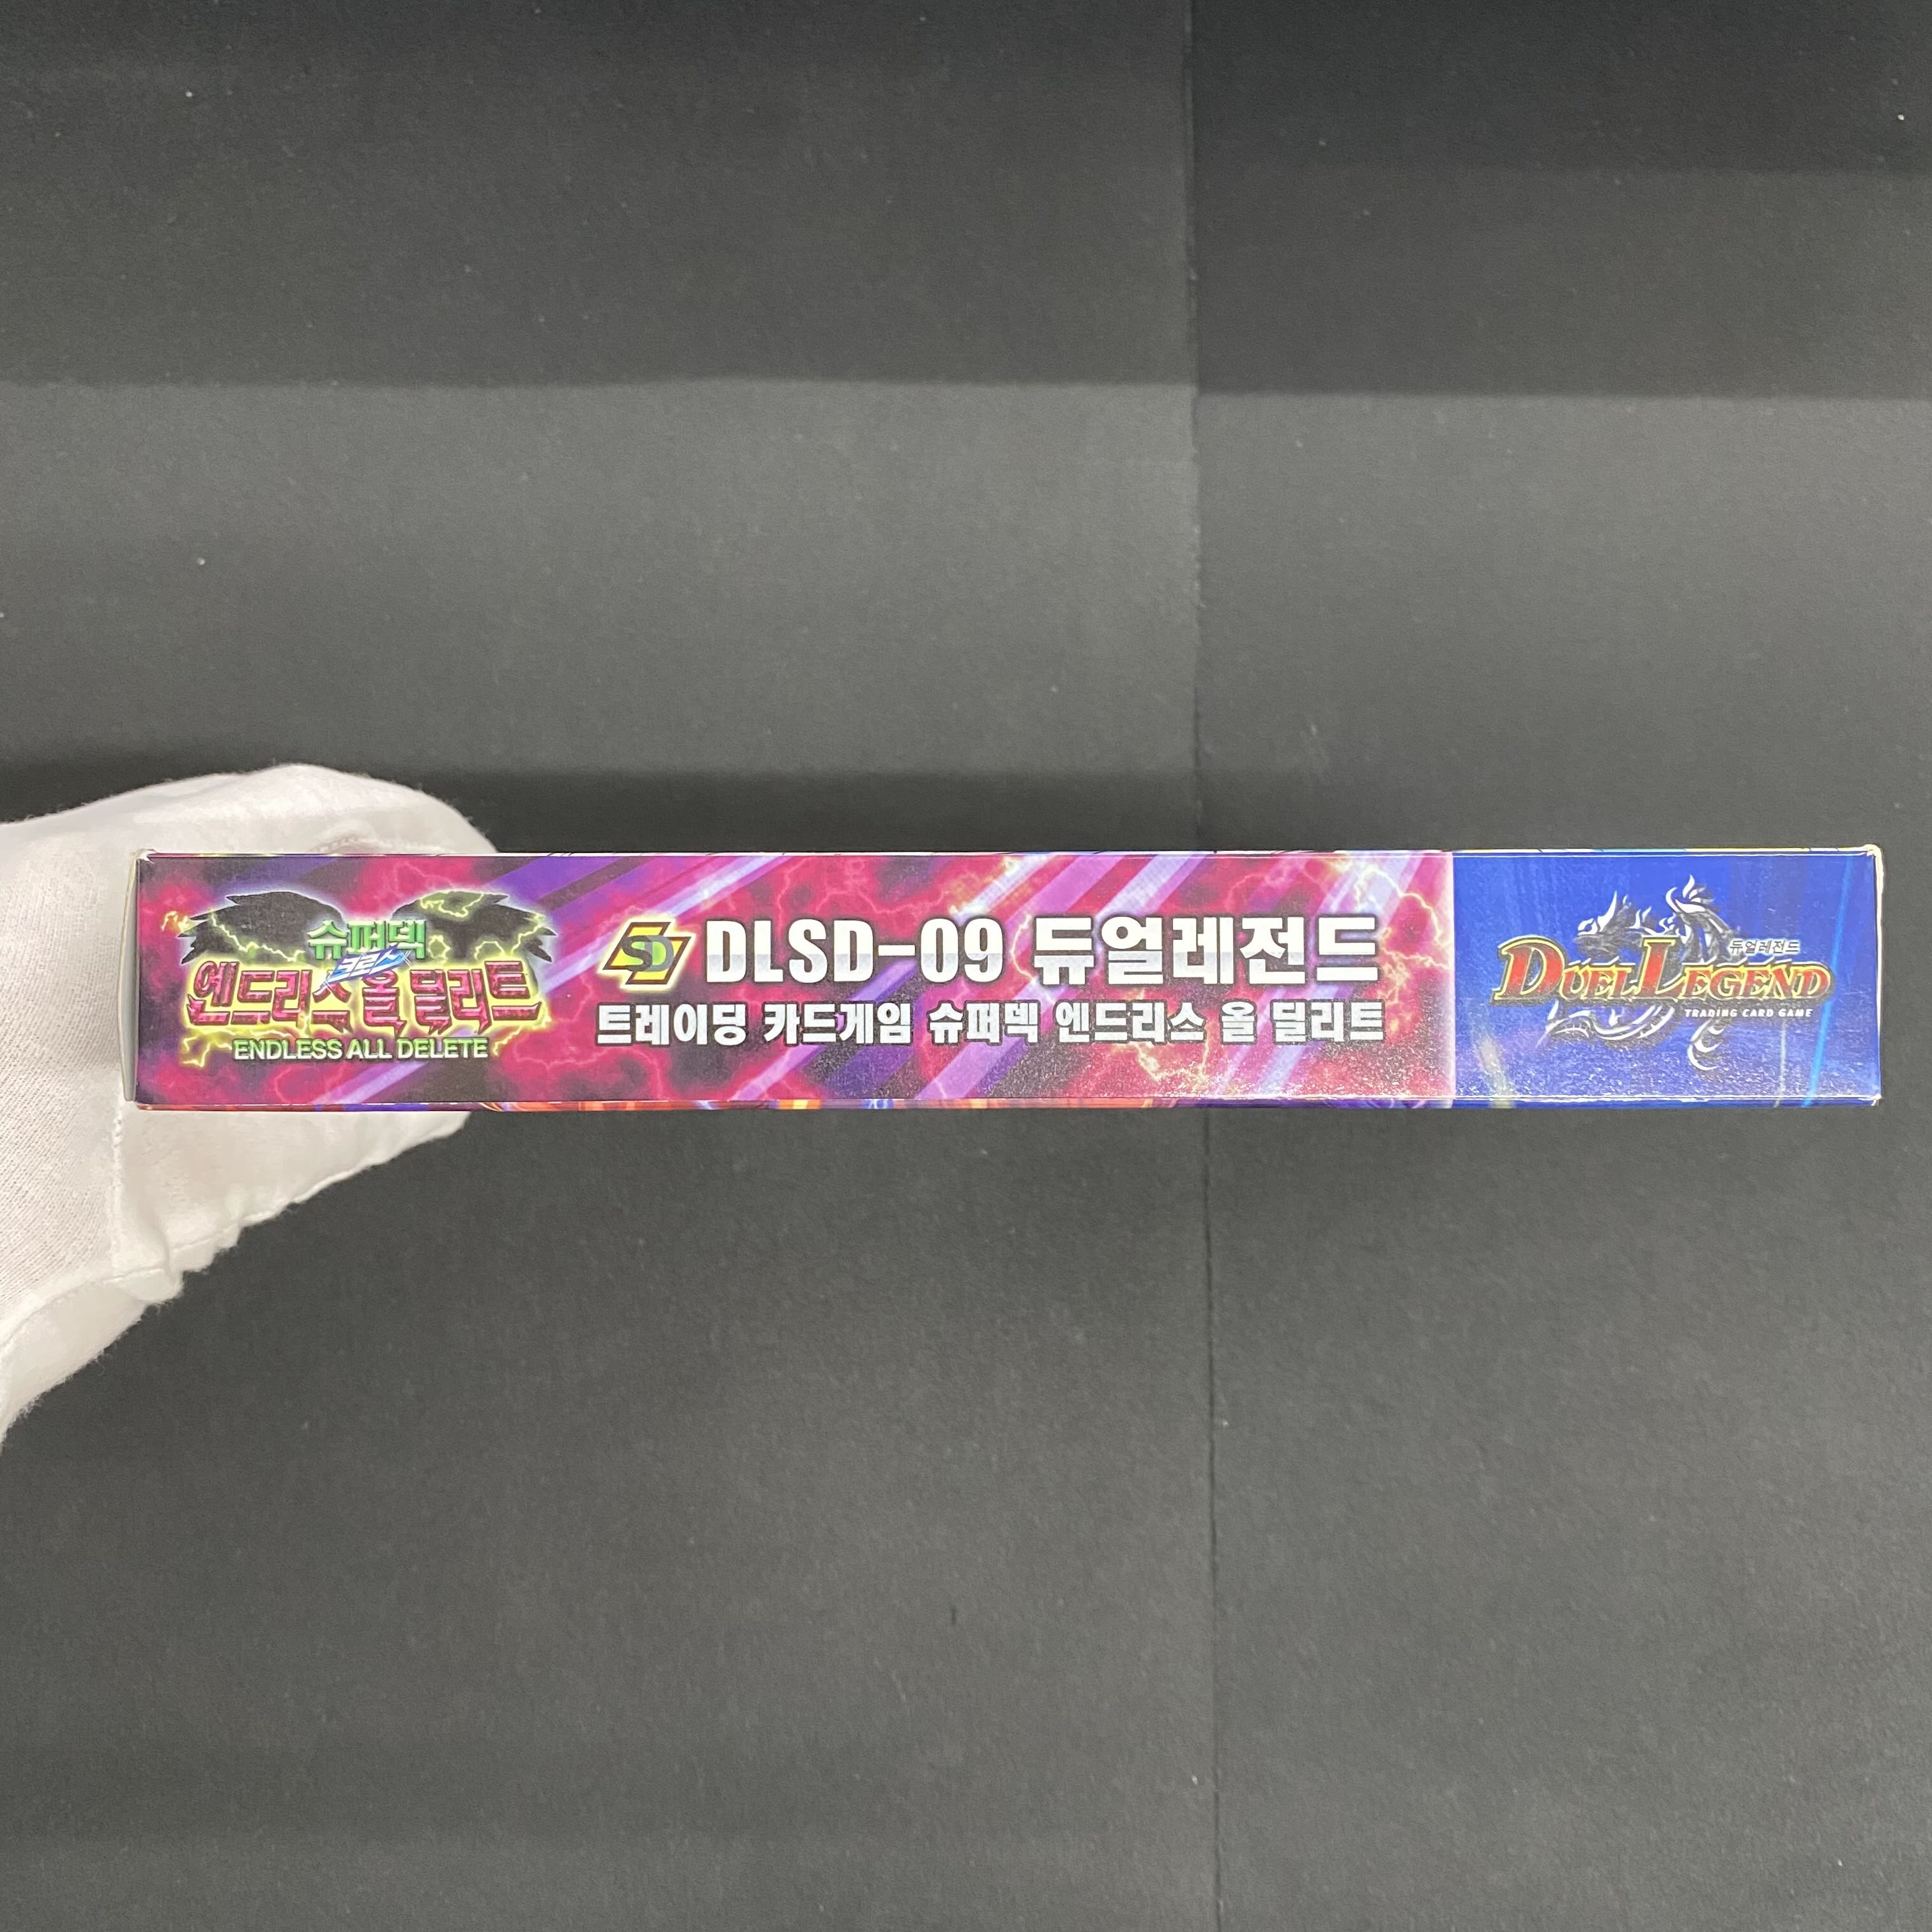 슈퍼덱
크로스
엔드리스 올 딜리트
ENDLESS ALL DELETE
SD DLSD-09 듀얼레전드
트레이딩 카드게임 슈퍼덱 엔드리스 올 딜리트
듀얼레전드
DUEL LEGEND
TRADING CARD GAME